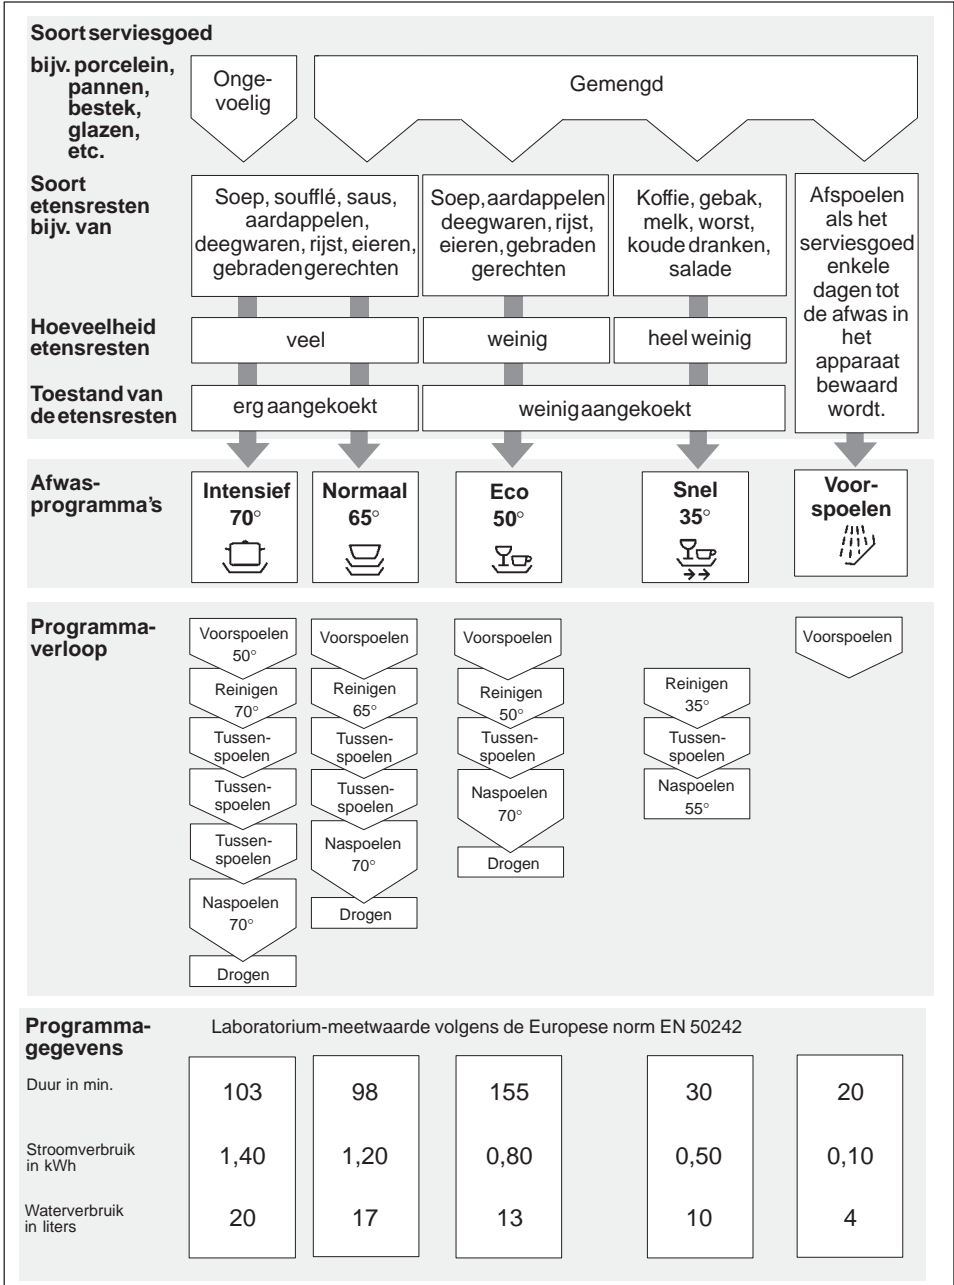 Soort serviesgoed
bijv. porcelein,
pannen,
bestek,
glazen,
etc.
Onge-
voelig
Gemengd
Soort
etensresten
bijv. van
Soep, soufflé, saus,
aardappelen,
deegwaren, rijst, eieren,
gebraden gerechten
Soep, aardappelen
deegwaren, rijst,
eieren, gebraden
gerechten
Koffie, gebak,
melk, worst,
koude dranken,
salade
Afspoelen
als het
serviesgoed
enkele
dagen tot
de afwas in
het
apparaat
bewaard
wordt.
Hoeveelheid
etensresten
veel
weinig
heel weinig
Toestand van
de etensresten
erg aangekoekt
weinig aangekoekt
Afwas-
programma's
Intensief
70°
Normaal
65°
Eco
50°
Snel
35°
Voor-
spoelen
Programma-
verloop
Voorspoelen
50°
Reinigen
70°
Tussen-
spoelen
Tussen-
spoelen
Tussen-
spoelen
Naspoelen
70°
Drogen
Voorspoelen
Reinigen
65°
Tussen-
spoelen
Tussen-
spoelen
Naspoelen
70°
Drogen
Voorspoelen
Reinigen
50°
Tussen-
spoelen
Naspoelen
70°
Drogen
Reinigen
35°
Tussen-
spoelen
Naspoelen
55°
Voorspoelen
Programma-
gegevens
Laboratorium-meetwaarde volgens de Europese norm EN 50242
Duur in min.
103 98 155 30 20
Stroomverbruik
in kWh
1,40 1,20 0,80 0,50 0,10
Waterverbruik
in liters
20 17 13 10 4